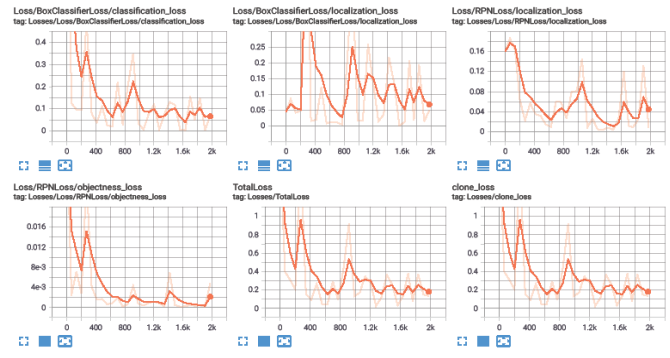 Loss/BoxClassifierLoss/classification_loss
tag: Losses/Loss/BoxClassifierLoss/classification_loss
0.4
0.3
0.2
0.1
0
0 400 800 1.2k 1.6k 2k
Loss/BoxClassifierLoss/localization_loss
tag: Losses/Loss/BoxClassifierLoss/localization_loss
0.25
0.2
0.15
0.1
0.05
0
0 400 800 1.2k 1.6k 2k
Loss/RPNLoss/localization_loss
tag: Losses/Loss/RPNLoss/localization_loss
0.16
0.12
0.08
0.04
0
0 400 800 1.2k 1.6k 2k
Loss/RPNLoss/objectness_loss
tag: Losses/Loss/RPNLoss/objectness_loss
0.016
0.012
8e-3
4e-3
0
0 400 800 1.2k 1.6k 2k
TotalLoss
tag: Losses/TotalLoss
1
0.8
0.6
0.4
0.2
0
0 400 800 1.2k 1.6k 2k
clone_loss
tag: Losses/clone_loss
1
0.8
0.6
0.4
0.2
0
0 400 800 1.2k 1.6k 2k